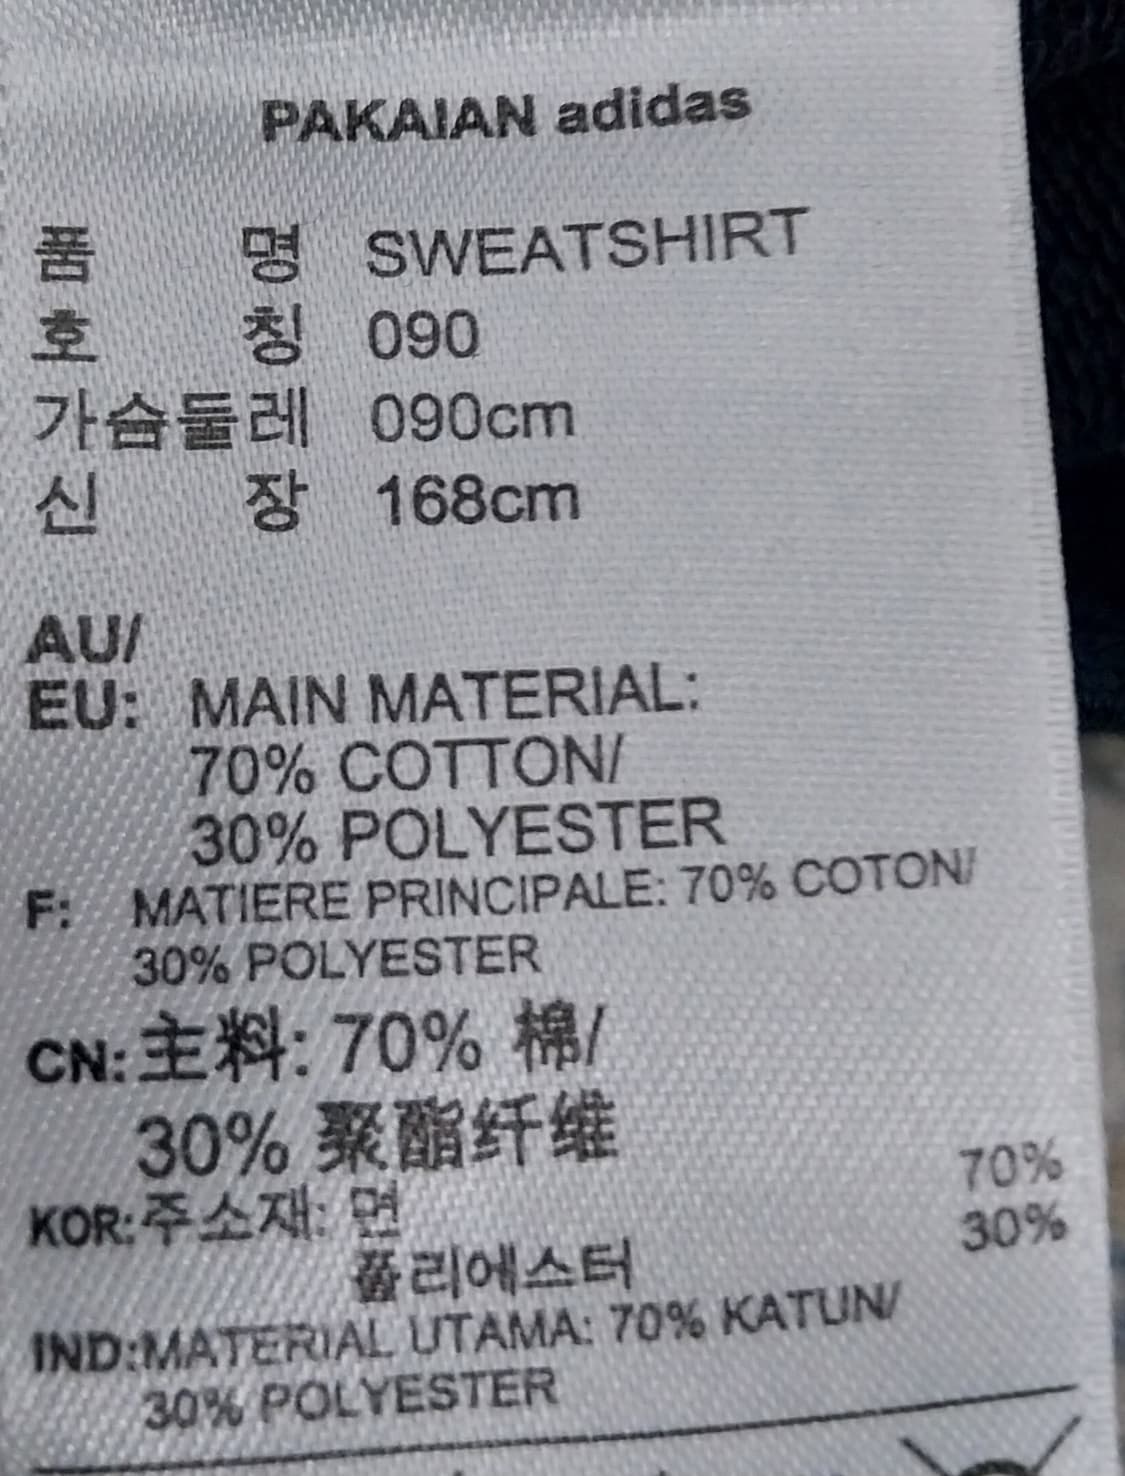 PAKAIAN adidas
품 명 SWEATSHIRT
호 칭 090
가슴둘레 090cm
신 장 168cm
AU/
EU: MAIN MATERIAL:
70% COTTON/
30% POLYESTER
F: MATIERE PRINCIPALE: 70% COTON/
30% POLYESTER
CN: 主料: 70% 棉/
30% 聚酯纤维
KOR: 주소재: 면 70%
폴리에스터 30%
IND:MATERIAL UTAMA: 70% KATUN/
30% POLYESTER